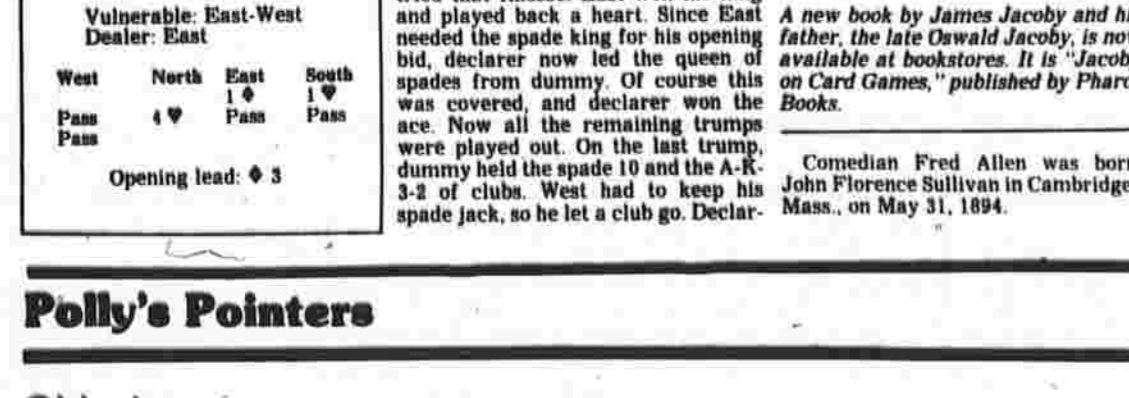 Vulnerable: East-West
Dealer: East
West North East South
1 ♦ 1 ♥
Pass 4 ♥ Pass Pass
Pass
Opening lead: ♦ 3
and played back a heart. Since East
needed the spade king for his opening
bid, declarer now led the queen of
spades from dummy. Of course this
was covered, and declarer won the
ace. Now all the remaining trumps
were played out. On the last trump,
dummy held the spade 10 and the A-K-
3-2 of clubs. West had to keep his
spade jack, so he let a club go. Declar-
A new book by James Jacoby and hi
father, the late Oswald Jacoby, is no
available at bookstores. It is "Jacob
on Card Games," published by Pharo
Books.
Comedian Fred Allen was born
John Florence Sullivan in Cambridge
Mass., on May 31, 1894.
Polly's Pointers